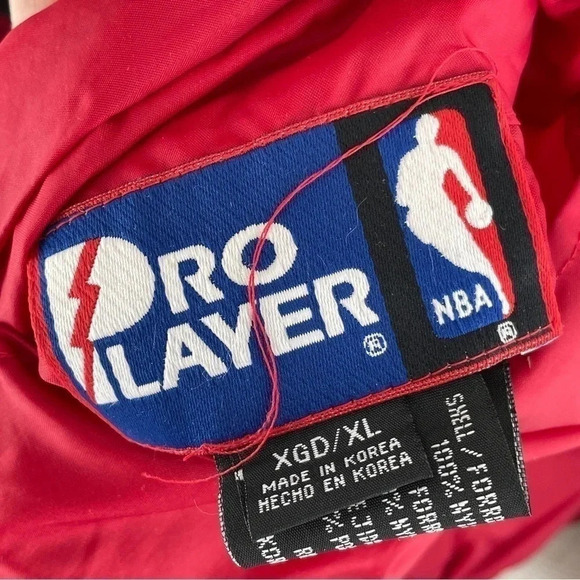 PRO
PLAYER ®
NBA ®
XGD/XL
MADE IN KOREA
HECHO EN KOREA
SHELL/FORRO
100% NY